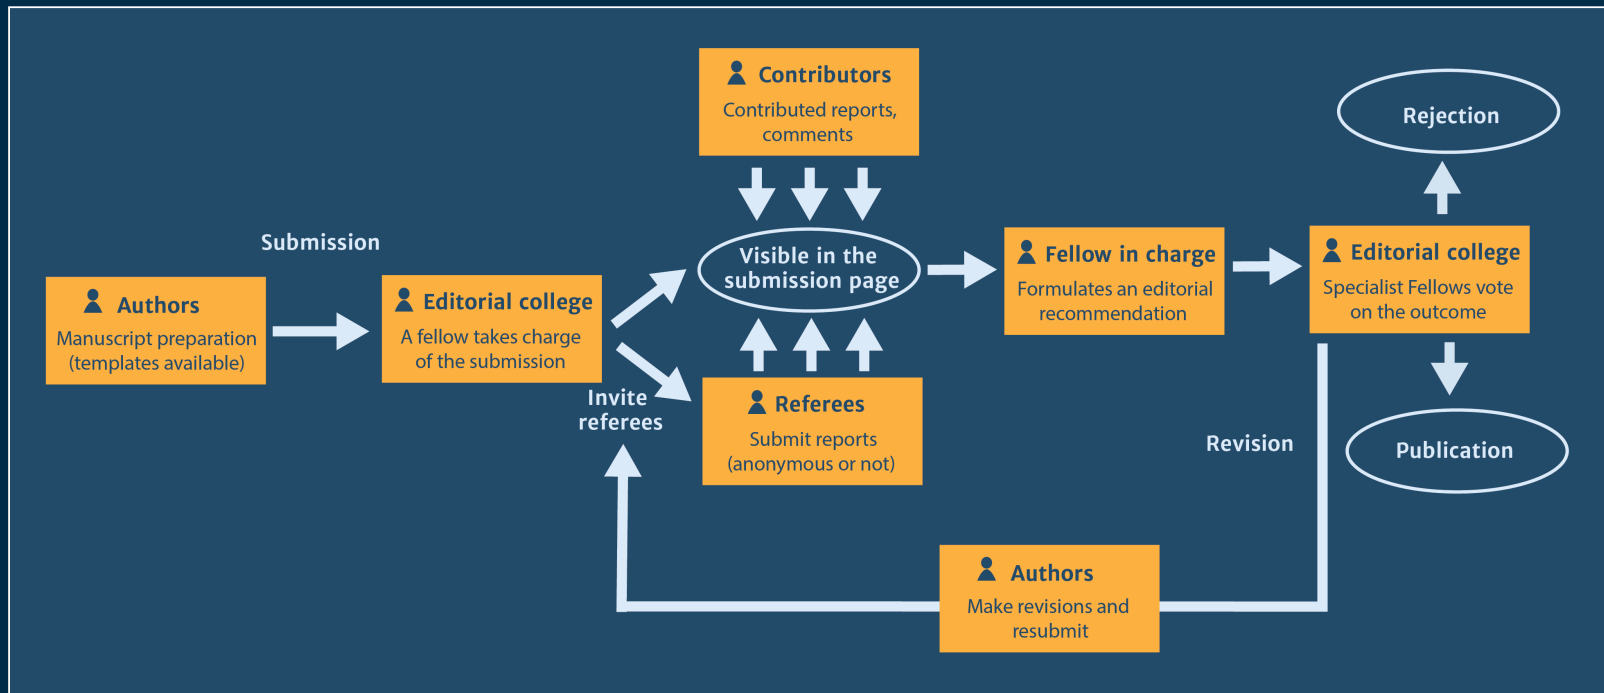 Submission
Authors
Manuscript preparation
(templates available)
Editorial college
A fellow takes charge
of the submission
Invite
referees
Contributors
Contributed reports,
comments
Visible in the
submission page
Referees
Submit reports
(anonymous or not)
Fellow in charge
Formulates an editorial
recommendation
Editorial college
Specialist Fellows vote
on the outcome
Rejection
Publication
Revision
Authors
Make revisions and
resubmit